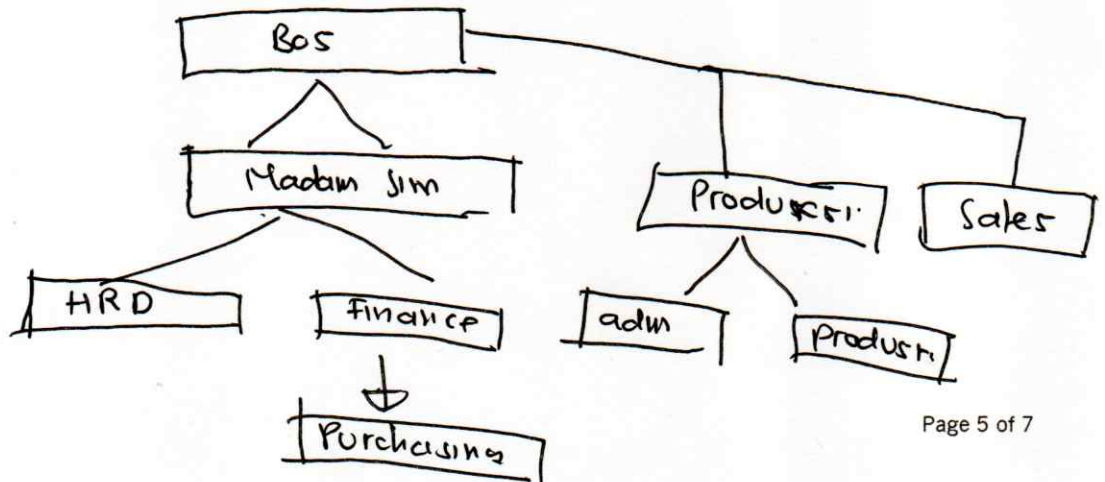 Bos
Madam Sim
Produksi
Sales
HRD
Finance
adm
Produksi
Purchasing
Page 5 of 7